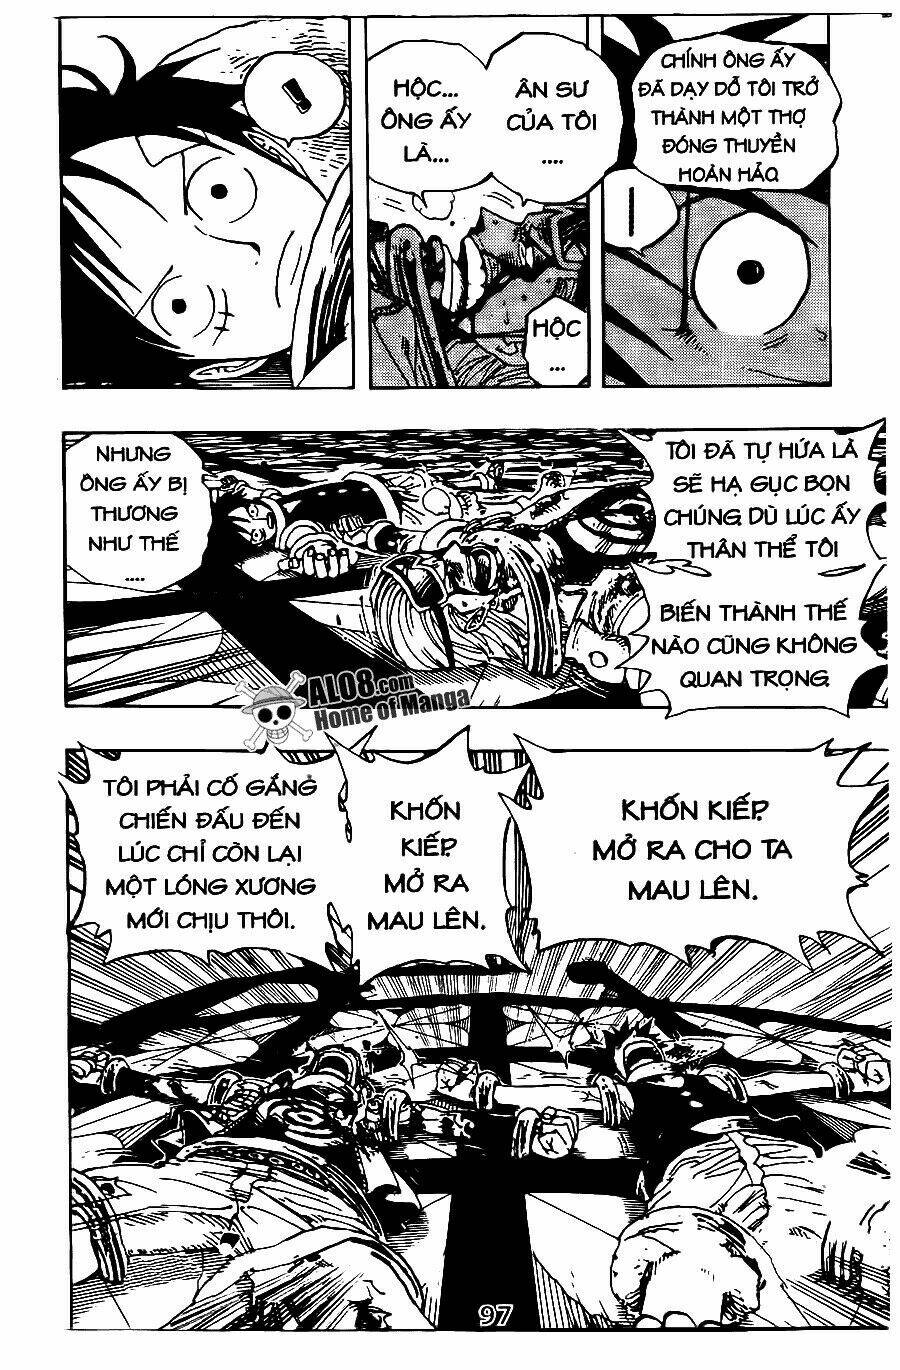 !
HỘC...
ÔNG ẤY
LÀ...
ÂN SƯ
CỦA TÔI
....
HỘC
...
CHÍNH ÔNG ẤY
ĐÃ DẠY DỖ TÔI TRỞ
THÀNH MỘT THỢ
ĐÓNG THUYỀN
HOÀN HẢO.
!
NHƯNG
ÔNG ẤY BỊ
THƯƠNG
NHƯ THẾ
....
TÔI ĐÃ TỰ HỨA LÀ
SẼ HẠ GỤC BỌN
CHÚNG. DÙ LÚC ẤY
THÂN THỂ TÔI
BIẾN THÀNH THẾ
NÀO CŨNG KHÔNG
QUAN TRỌNG.
AL08.com
Home of Manga
TÔI PHẢI CỐ GẮNG
CHIẾN ĐẤU ĐẾN
LÚC CHỈ CÒN LẠI
MỘT LÓNG XƯƠNG
MỚI CHỊU THÔI.
KHỐN
KIẾP.
MỞ RA
MAU LÊN.
KHỐN KIẾP.
MỞ RA CHO TA
MAU LÊN.
97